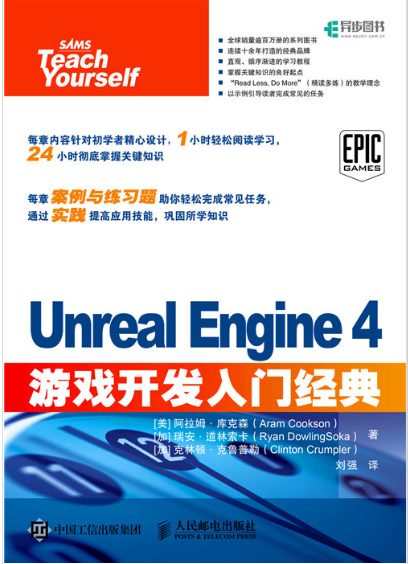 SAMS
Teach
Yourself
异步图书
www.epubit.com.cn
全球销量逾百万册的系列图书
连续十余年打造的经典品牌
直观、循序渐进的学习教程
掌握关键知识的良好起点
“Read Less, Do More”（精读多练）的教学理念
以示例引导读者完成常见的任务
每章内容针对初学者精心设计，1小时轻松阅读学习，
24小时彻底掌握关键知识
每章案例与练习题助你轻松完成常见任务，
通过实践提高应用技能，巩固所学知识
EPIC
GAMES
Unreal Engine 4
游戏开发入门经典
[美] 阿拉姆·库克森（Aram Cookson）
[加] 瑞安·道林索卡（Ryan DowlingSoka） 著
[加] 克林顿·克鲁普勒（Clinton Crumpler）
刘强 译
11
12
中国工信出版集团
人民邮电出版社
POSTS & TELECOM PRESS